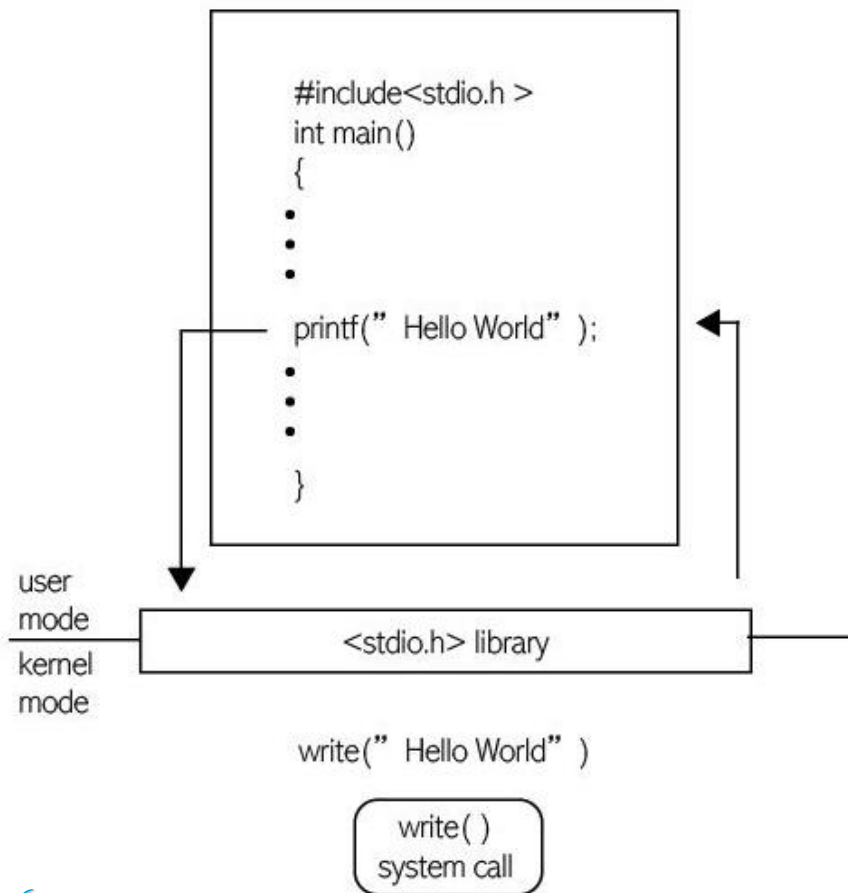 #include<stdio.h >
int main()
{
printf(” Hello World” );
}
user
mode
<stdio.h> library
kernel
mode
write(” Hello World” )
write( )
system call